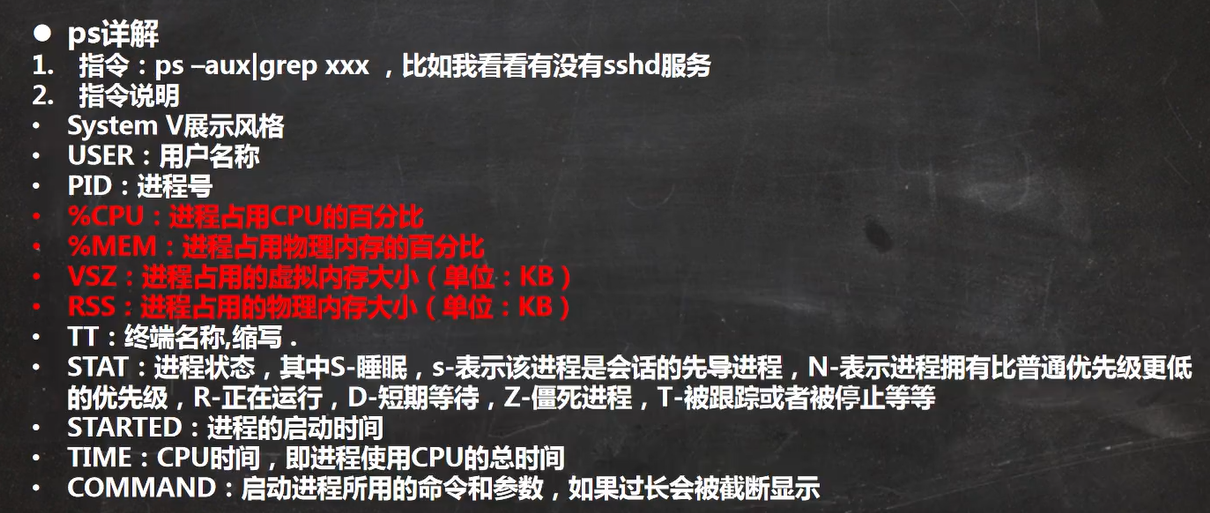 ● ps详解
1. 指令：ps –aux|grep xxx ，比如我看看有没有sshd服务
2. 指令说明
• System V展示风格
• USER：用户名称
• PID：进程号
• %CPU：进程占用CPU的百分比
• %MEM：进程占用物理内存的百分比
• VSZ：进程占用的虚拟内存大小（单位：KB）
• RSS：进程占用的物理内存大小（单位：KB）
• TT：终端名称,缩写 .
• STAT：进程状态，其中S-睡眠，s-表示该进程是会话的先导进程，N-表示进程拥有比普通优先级更低
的优先级，R-正在运行，D-短期等待，Z-僵死进程，T-被跟踪或者被停止等等
• STARTED：进程的启动时间
• TIME：CPU时间，即进程使用CPU的总时间
• COMMAND：启动进程所用的命令和参数，如果过长会被截断显示